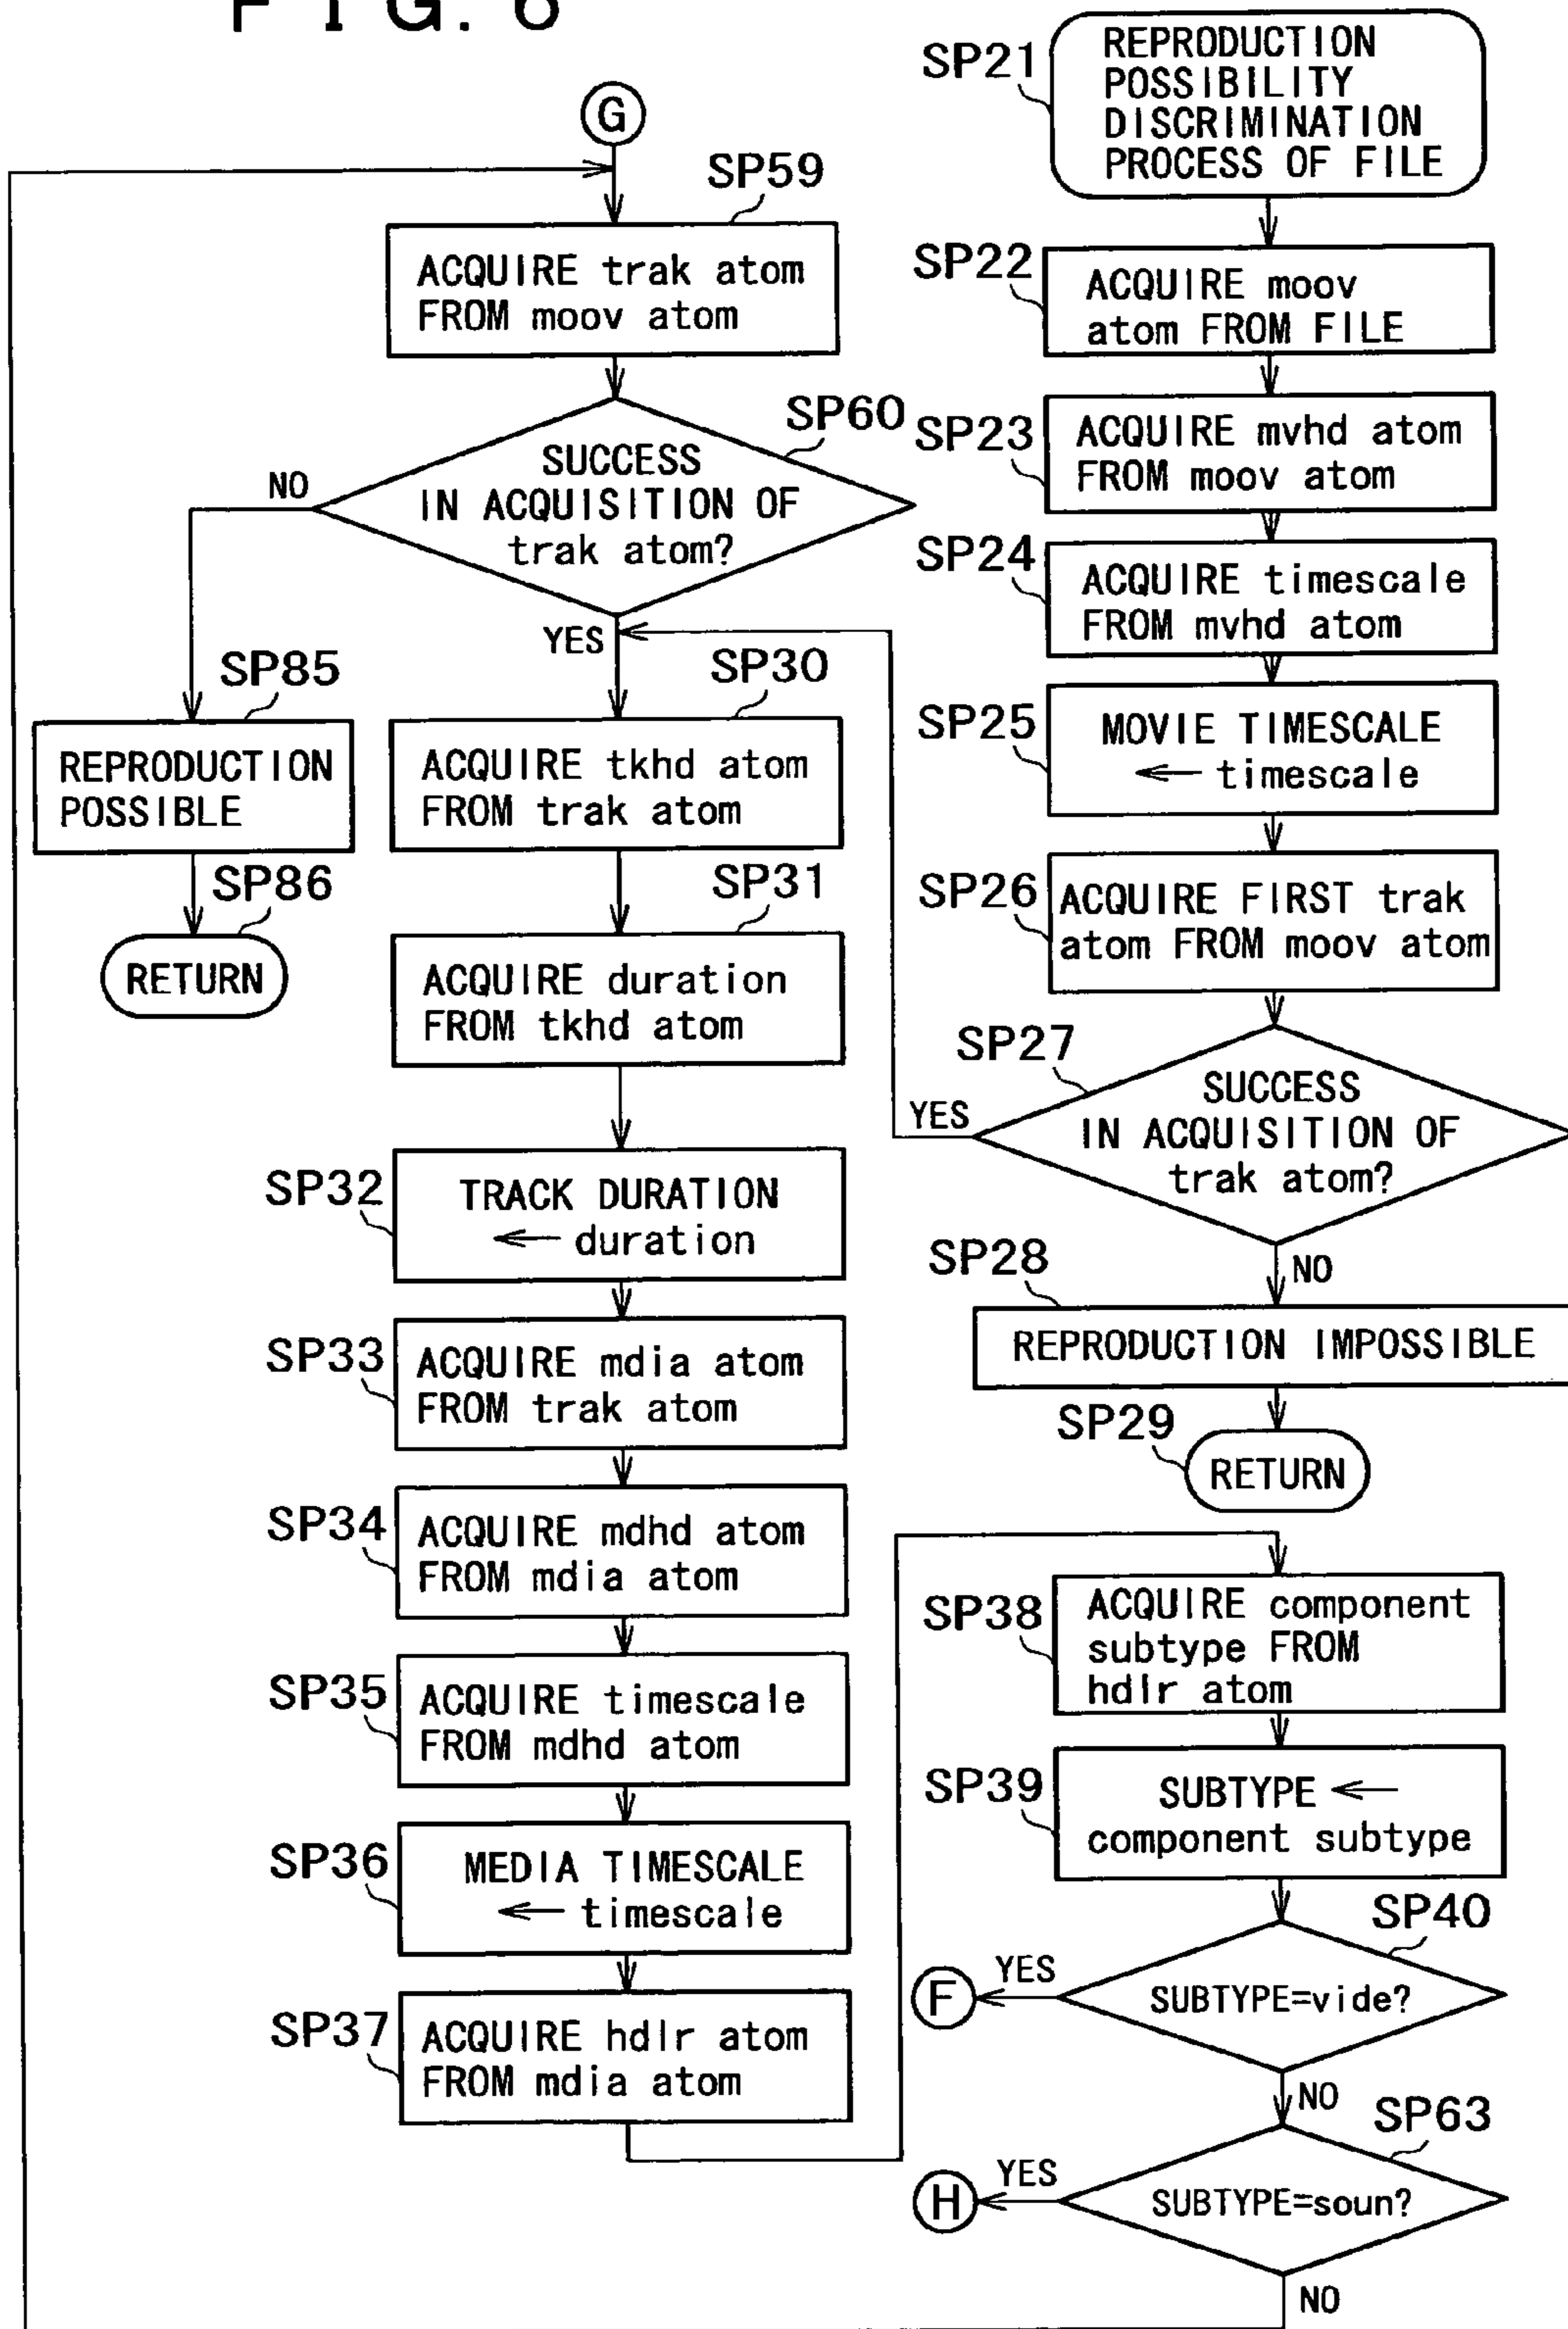 FIG. 6
G
SP59
ACQUIRE trak atom
FROM moov atom
SP60
SUCCESS
IN ACQUISITION OF
trak atom?
NO
YES
SP85
REPRODUCTION
POSSIBLE
SP86
RETURN
SP30
ACQUIRE tkhd atom
FROM trak atom
SP31
ACQUIRE duration
FROM tkhd atom
SP32
TRACK DURATION
← duration
SP33
ACQUIRE mdia atom
FROM trak atom
SP34
ACQUIRE mdhd atom
FROM mdia atom
SP35
ACQUIRE timescale
FROM mdhd atom
SP36
MEDIA TIMESCALE
← timescale
SP37
ACQUIRE hdlr atom
FROM mdia atom
SP21
REPRODUCTION
POSSIBILITY
DISCRIMINATION
PROCESS OF FILE
SP22
ACQUIRE moov
atom FROM FILE
SP23
ACQUIRE mvhd atom
FROM moov atom
SP24
ACQUIRE timescale
FROM mvhd atom
SP25
MOVIE TIMESCALE
← timescale
SP26
ACQUIRE FIRST trak
atom FROM moov atom
SP27
SUCCESS
IN ACQUISITION OF
trak atom?
YES
NO
SP28
REPRODUCTION IMPOSSIBLE
SP29
RETURN
SP38
ACQUIRE component
subtype FROM
hdlr atom
SP39
SUBTYPE ←
component subtype
SP40
SUBTYPE=vide?
YES
F
NO
SP63
SUBTYPE=soun?
YES
H
NO